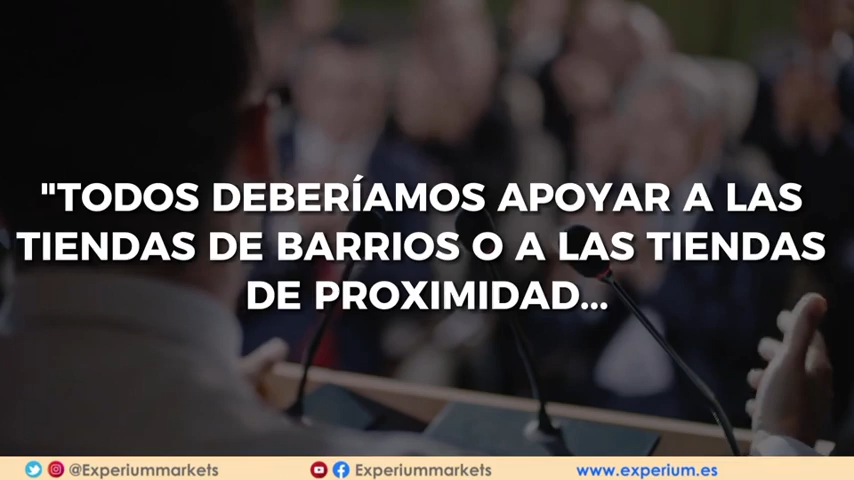 "TODOS DEBERÍAMOS APOYAR A LAS
TIENDAS DE BARRIOS O A LAS TIENDAS
DE PROXIMIDAD...
@Experiummarkets Experiummarkets www.experium.es